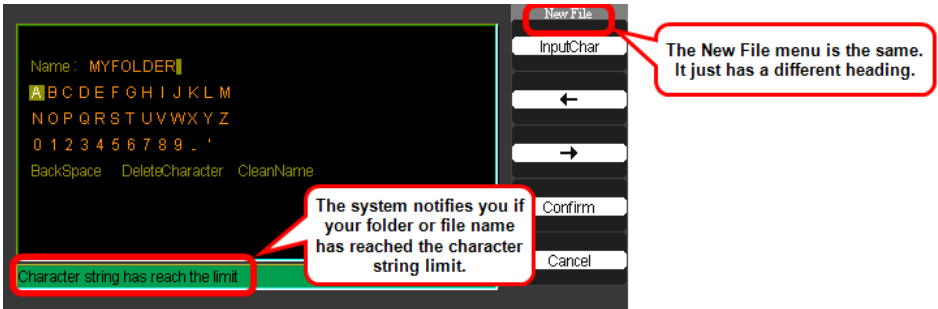 New File
InputChar
The New File menu is the same.
It just has a different heading.
Name: MYFOLDER
A B C D E F G H I J K L M
N O P Q R S T U V W X Y Z
0 1 2 3 4 5 6 7 8 9 _ '
BackSpace DeleteCharacter CleanName
←
→
The system notifies you if
your folder or file name
has reached the character
string limit.
Confirm
Cancel
Character string has reach the limit